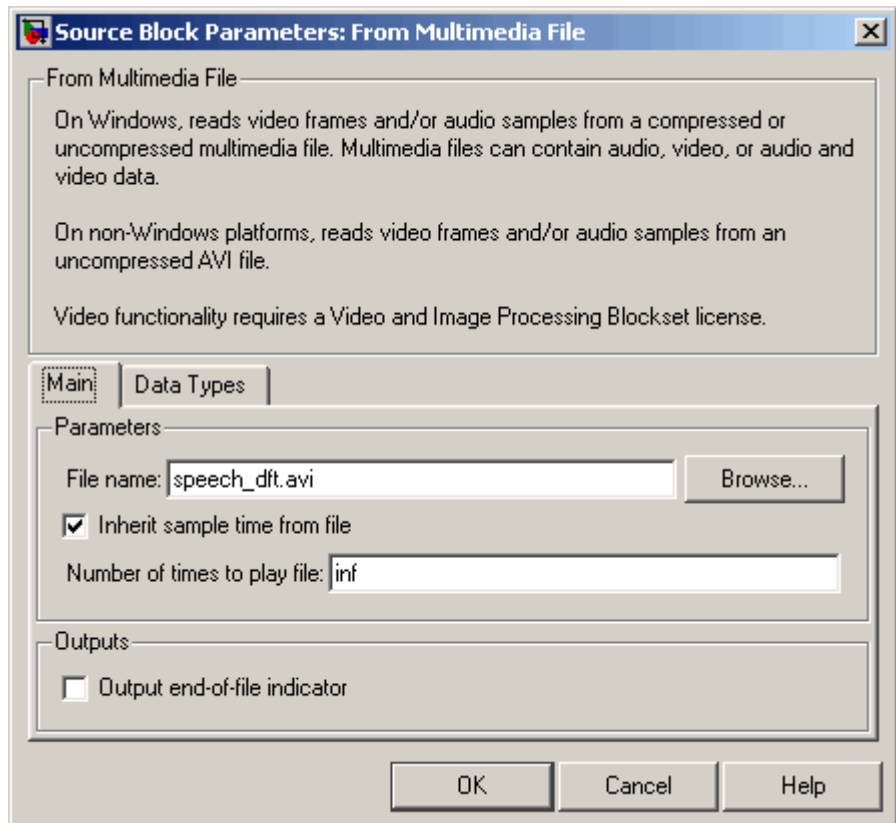 Source Block Parameters: From Multimedia File
From Multimedia File
On Windows, reads video frames and/or audio samples from a compressed or
uncompressed multimedia file. Multimedia files can contain audio, video, or audio and
video data.
On non-Windows platforms, reads video frames and/or audio samples from an
uncompressed AVI file.
Video functionality requires a Video and Image Processing Blockset license.
Main Data Types
Parameters
File name: speech_dft.avi Browse...
Inherit sample time from file
Number of times to play file: inf
Outputs
Output end-of-file indicator
OK Cancel Help